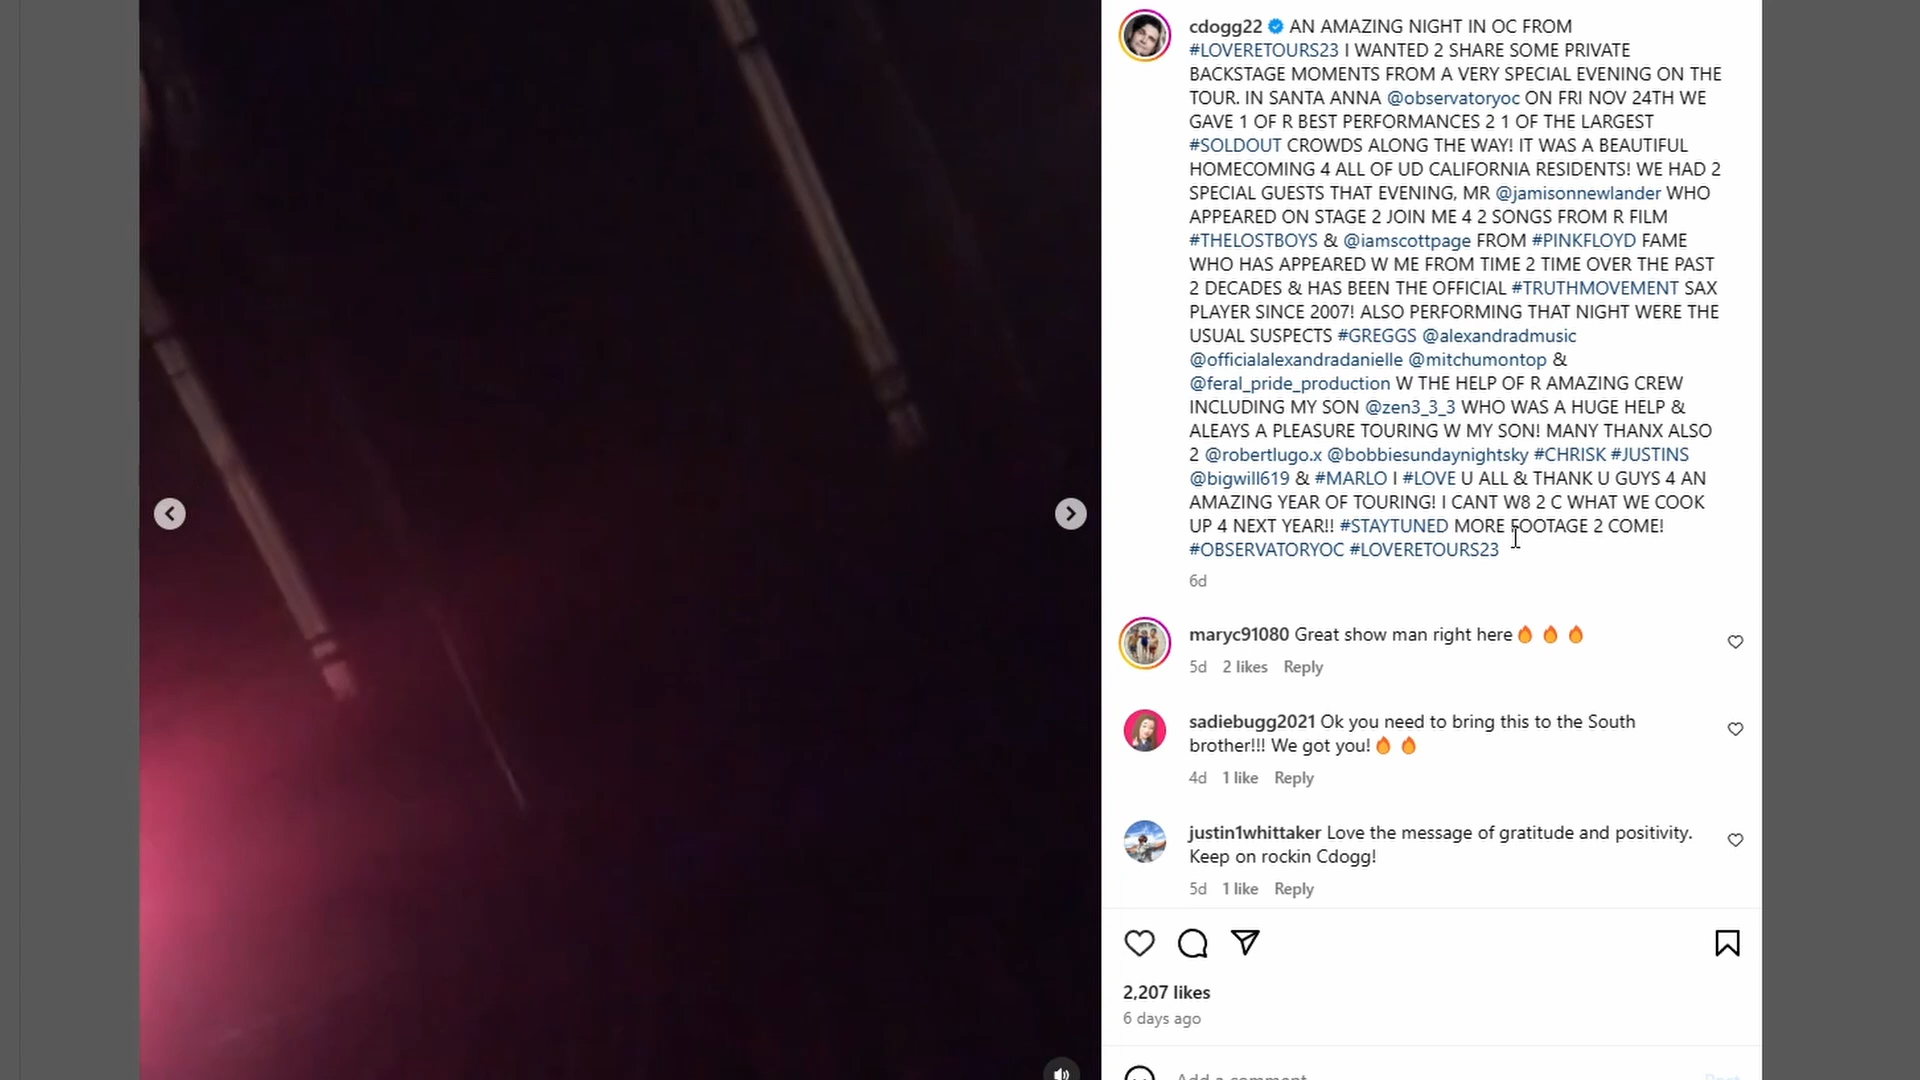 cdogg22 AN AMAZING NIGHT IN OC FROM
#LOVERETOURS23 I WANTED 2 SHARE SOME PRIVATE
BACKSTAGE MOMENTS FROM A VERY SPECIAL EVENING ON THE
TOUR. IN SANTA ANNA @observatoryoc ON FRI NOV 24TH WE
GAVE 1 OF R BEST PERFORMANCES 2 1 OF THE LARGEST
#SOLDOUT CROWDS ALONG THE WAY! IT WAS A BEAUTIFUL
HOMECOMING 4 ALL OF UD CALIFORNIA RESIDENTS! WE HAD 2
SPECIAL GUESTS THAT EVENING, MR @jamisonnewlander WHO
APPEARED ON STAGE 2 JOIN ME 4 2 SONGS FROM R FILM
#THELOSTBOYS & @iamscottpage FROM #PINKFLOYD FAME
WHO HAS APPEARED W ME FROM TIME 2 TIME OVER THE PAST
2 DECADES & HAS BEEN THE OFFICIAL #TRUTHMOVEMENT SAX
PLAYER SINCE 2007! ALSO PERFORMING THAT NIGHT WERE THE
USUAL SUSPECTS #GREGGS @alexandradmusic
@officialalexandradanielle @mitchumontop &
@feral_pride_production W THE HELP OF R AMAZING CREW
INCLUDING MY SON @zen3_3_3 WHO WAS A HUGE HELP &
ALEAYS A PLEASURE TOURING W MY SON! MANY THANX ALSO
2 @robertlugo.x @bobbiesundaynightsky #CHRISK #JUSTINS
@bigwill619 & #MARLO I #LOVE U ALL & THANK U GUYS 4 AN
AMAZING YEAR OF TOURING! I CANT W8 2 C WHAT WE COOK
UP 4 NEXT YEAR!! #STAYTUNED MORE FOOTAGE 2 COME!
#OBSERVATORYOC #LOVERETOURS23
6d
maryc91080 Great show man right here🔥🔥🔥
5d 2 likes Reply
sadiebugg2021 Ok you need to bring this to the South
brother!!! We got you!🔥🔥
4d 1 like Reply
justin1whittaker Love the message of gratitude and positivity.
Keep on rockin Cdogg!
5d 1 like Reply
2,207 likes
6 days ago
Add a comment...